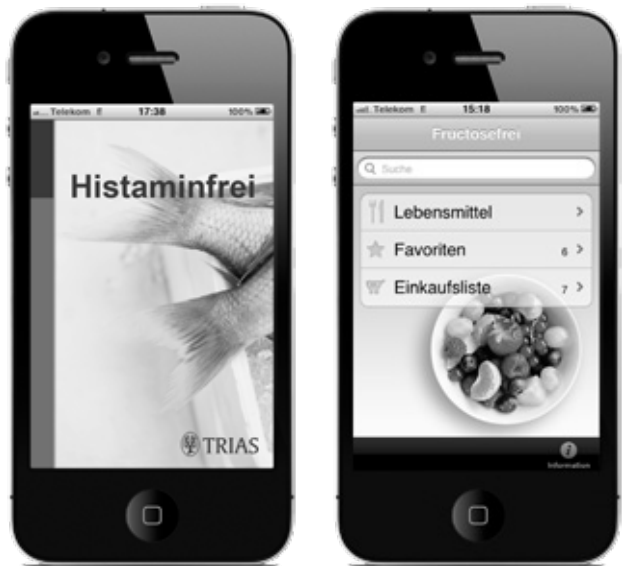 Telekom E 17:38 100%
Histaminfrei
TRIAS
Telekom E 15:18 100%
Fructosefrei
Suche
Lebensmittel
Favoriten 6
Einkaufsliste 7
Information